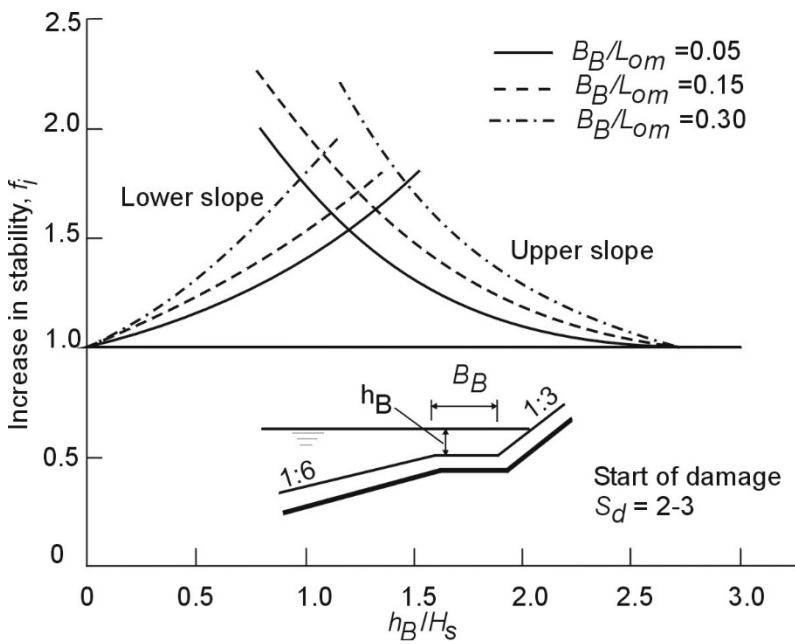 2.5
2.0
1.5
1.0
0.5
0
Increase in stability, fi
B_B/L_om =0.05
B_B/L_om =0.15
B_B/L_om =0.30
Lower slope
Upper slope
B_B
h_B
1:3
1:6
Start of damage
S_d = 2-3
0 0.5 1.0 1.5 2.0 2.5 3.0
h_B/H_s